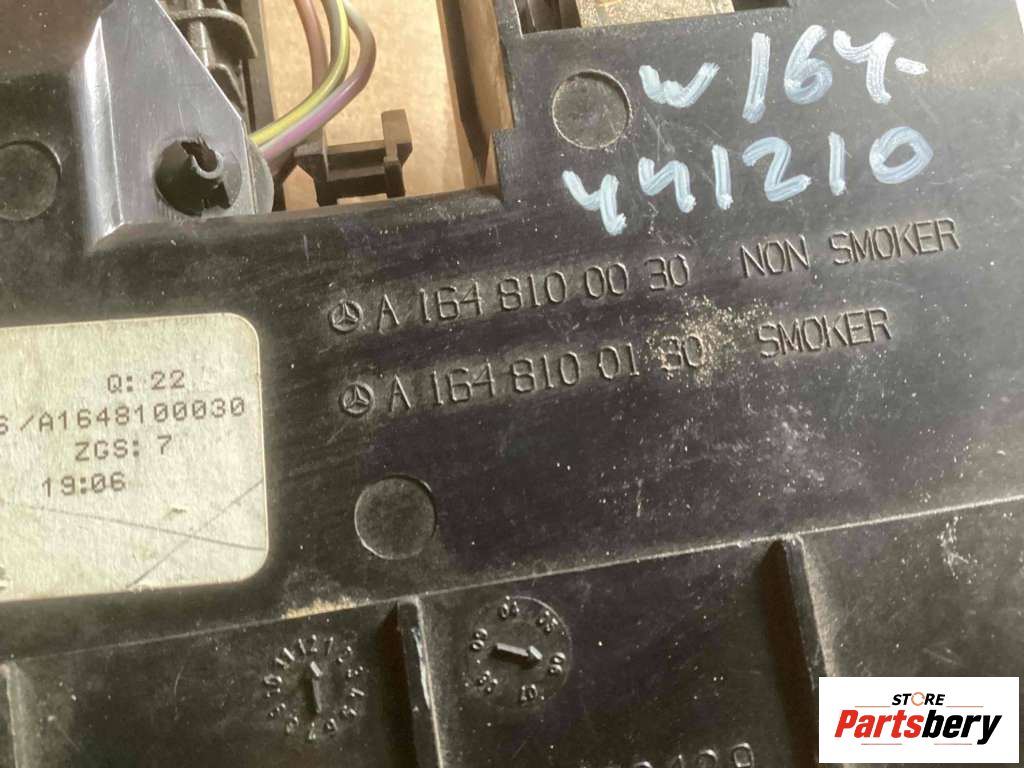 W164-
441210
A 164 810 00 30 NON SMOKER
A 164 810 01 30 SMOKER
Q: 22
S/A1648100030
ZGS: 7
19:06
STORE
Partsbery